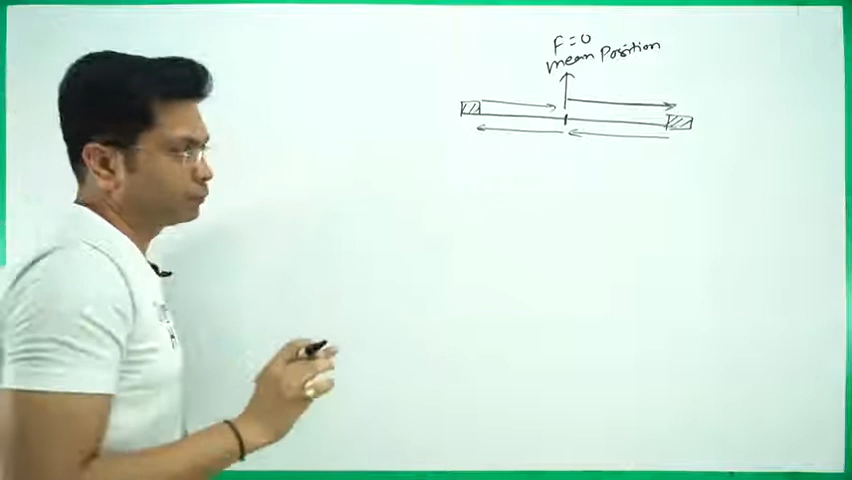 F = 0
mean Position